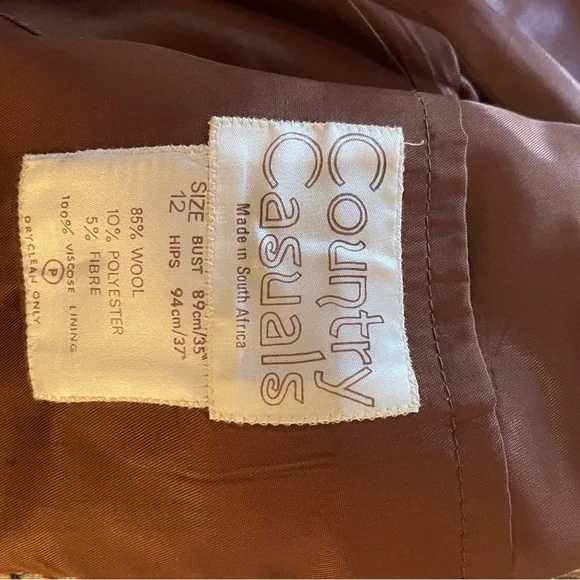 Country
Casuals
Made in South Africa
SIZE BUST 89cm/35"
12 HIPS 94cm/37"
85% WOOL
10% POLYESTER
5% FIBRE
100% VISCOSE LINING
P
DRYCLEAN ONLY